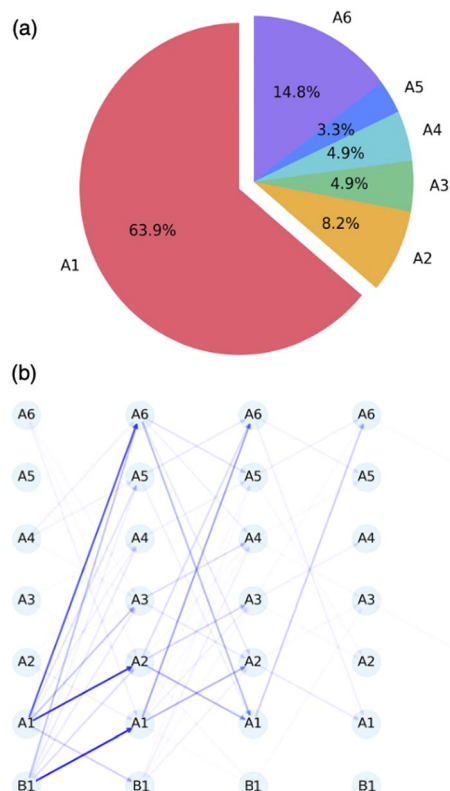 (a)
A6
A5
14.8%
A4
3.3%
4.9%
4.9%
A3
8.2%
63.9%
A2
A1
(b)
A6 A6 A6 A6
A5 A5 A5 A5
A4 A4 A4 A4
A3 A3 A3 A3
A2 A2 A2 A2
A1 A1 A1 A1
B1 B1 B1 B1